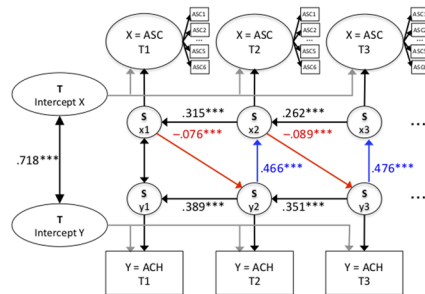 X = ASC
T1
ASC1
ASC2
...
ASC5
ASC6
X = ASC
T2
ASC1
ASC2
...
ASC5
ASC6
X = ASC
T3
ASC1
ASC2
...
ASC5
T
Intercept X
S
x1
.315***
S
x2
.262***
S
x3
...
−.076***
−.089***
.718***
.466***
.476***
S
y1
.389***
S
y2
.351***
S
y3
...
T
Intercept Y
Y = ACH
T1
Y = ACH
T2
Y = ACH
T3